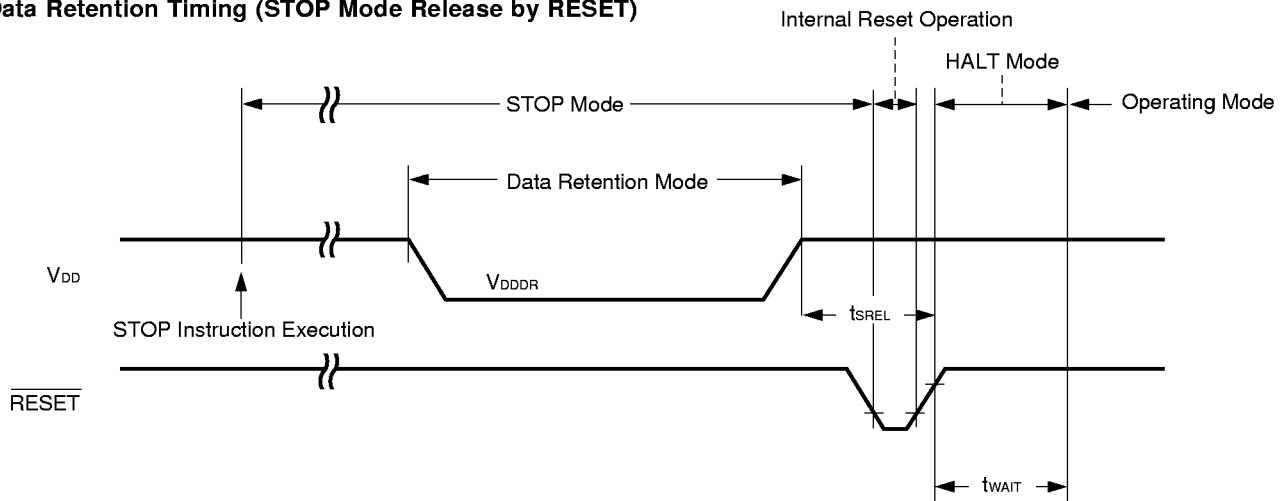 Data Retention Timing (STOP Mode Release by RESET)
Internal Reset Operation
HALT Mode
STOP Mode
Operating Mode
Data Retention Mode
VDD
VDDDR
STOP Instruction Execution
tSREL
RESET
tWAIT